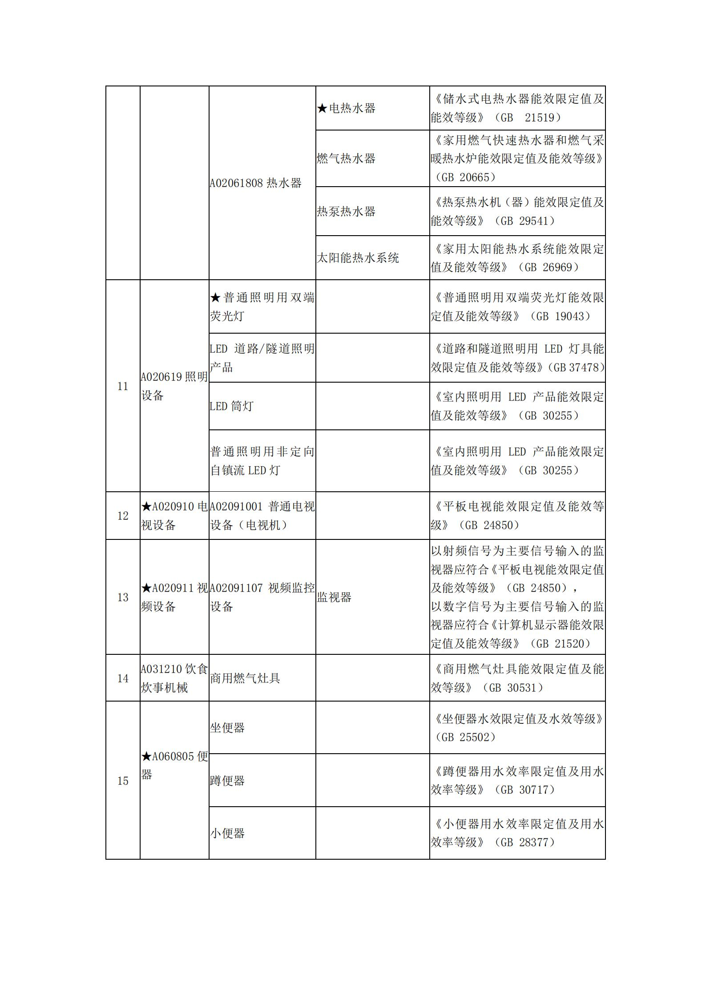 A02061808 热水器
★电热水器
《储水式电热水器能效限定值及
能效等级》（GB 21519）
燃气热水器
《家用燃气快速热水器和燃气采
暖热水炉能效限定值及能效等级》
（GB 20665）
热泵热水器
《热泵热水机（器）能效限定值及
能效等级》（GB 29541）
太阳能热水系统
《家用太阳能热水系统能效限定
值及能效等级》（GB 26969）
11
A020619 照明
设备
★普通照明用双端
荧光灯
《普通照明用双端荧光灯能效限
定值及能效等级》（GB 19043）
LED 道路/隧道照明
产品
《道路和隧道照明用 LED 灯具能
效限定值及能效等级》（GB 37478）
LED 筒灯
《室内照明用 LED 产品能效限定
值及能效等级》（GB 30255）
普通照明用非定向
自镇流 LED 灯
《室内照明用 LED 产品能效限定
值及能效等级》（GB 30255）
12
★A020910 电
视设备
A02091001 普通电视
设备（电视机）
《平板电视能效限定值及能效等
级》（GB 24850）
13
★A020911 视
频设备
A02091107 视频监控
设备
监视器
以射频信号为主要信号输入的监
视器应符合《平板电视能效限定值
及能效等级》（GB 24850），
以数字信号为主要信号输入的监
视器应符合《计算机显示器能效限
定值及能效等级》（GB 21520）
14
A031210 饮食
炊事机械
商用燃气灶具
《商用燃气灶具能效限定值及能
效等级》（GB 30531）
15
★A060805 便
器
坐便器
《坐便器水效限定值及水效等级》
（GB 25502）
蹲便器
《蹲便器用水效率限定值及用水
效率等级》（GB 30717）
小便器
《小便器用水效率限定值及用水
效率等级》（GB 28377）